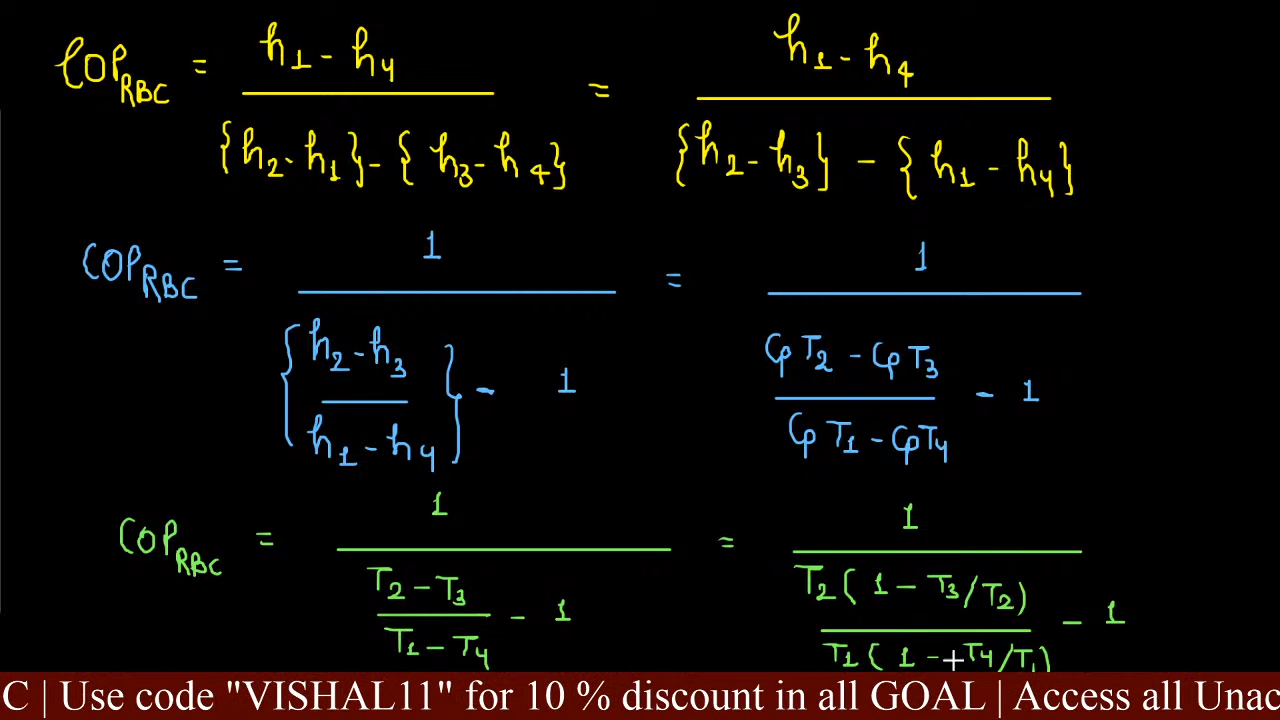 COP_RBC = (h1 - h4) / ({h2 - h1} - {h3 - h4}) = (h1 - h4) / ({h2 - h3} - {h1 - h4})
COP_RBC = 1 / ({(h2 - h3) / (h1 - h4)} - 1) = 1 / ((Cp T2 - Cp T3) / (Cp T1 - Cp T4) - 1)
COP_RBC = 1 / ((T2 - T3) / (T1 - T4) - 1) = 1 / (T2(1 - T3/T2) / T1(1 - T4/T1) - 1)
C | Use code "VISHAL11" for 10 % discount in all GOAL | Access all Unac